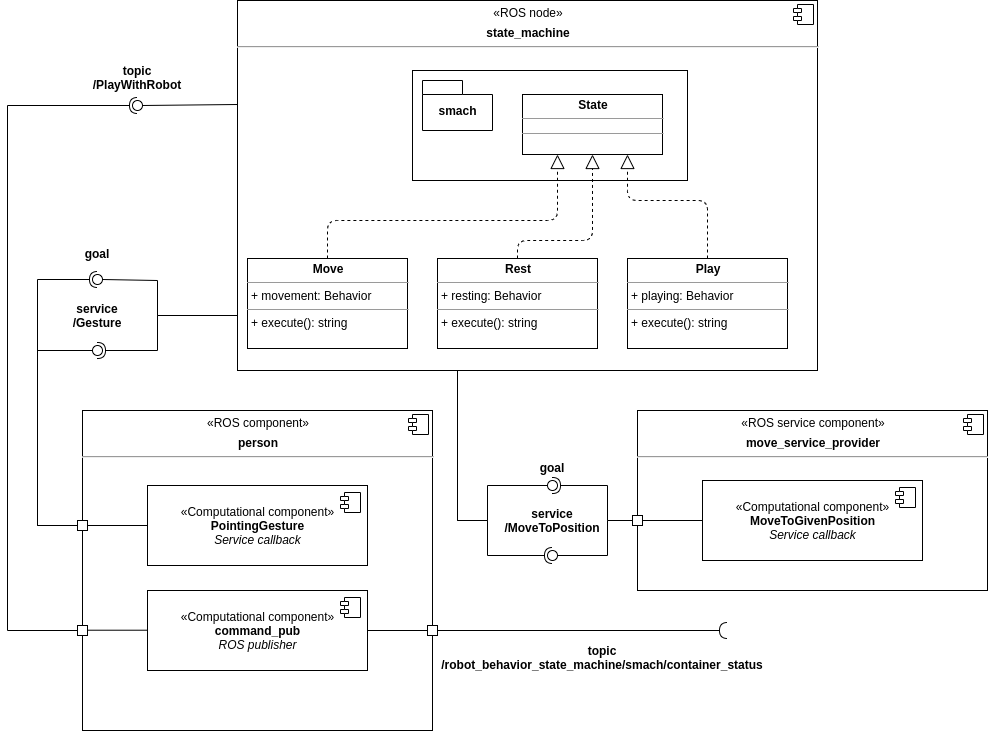 «ROS node»
state_machine
topic
/PlayWithRobot
smach
State
goal
service
/Gesture
Move
+ movement: Behavior
+ execute(): string
Rest
+ resting: Behavior
+ execute(): string
Play
+ playing: Behavior
+ execute(): string
«ROS component»
person
«Computational component»
PointingGesture
Service callback
«Computational component»
command_pub
ROS publisher
goal
service
/MoveToPosition
«ROS service component»
move_service_provider
«Computational component»
MoveToGivenPosition
Service callback
topic
/robot_behavior_state_machine/smach/container_status